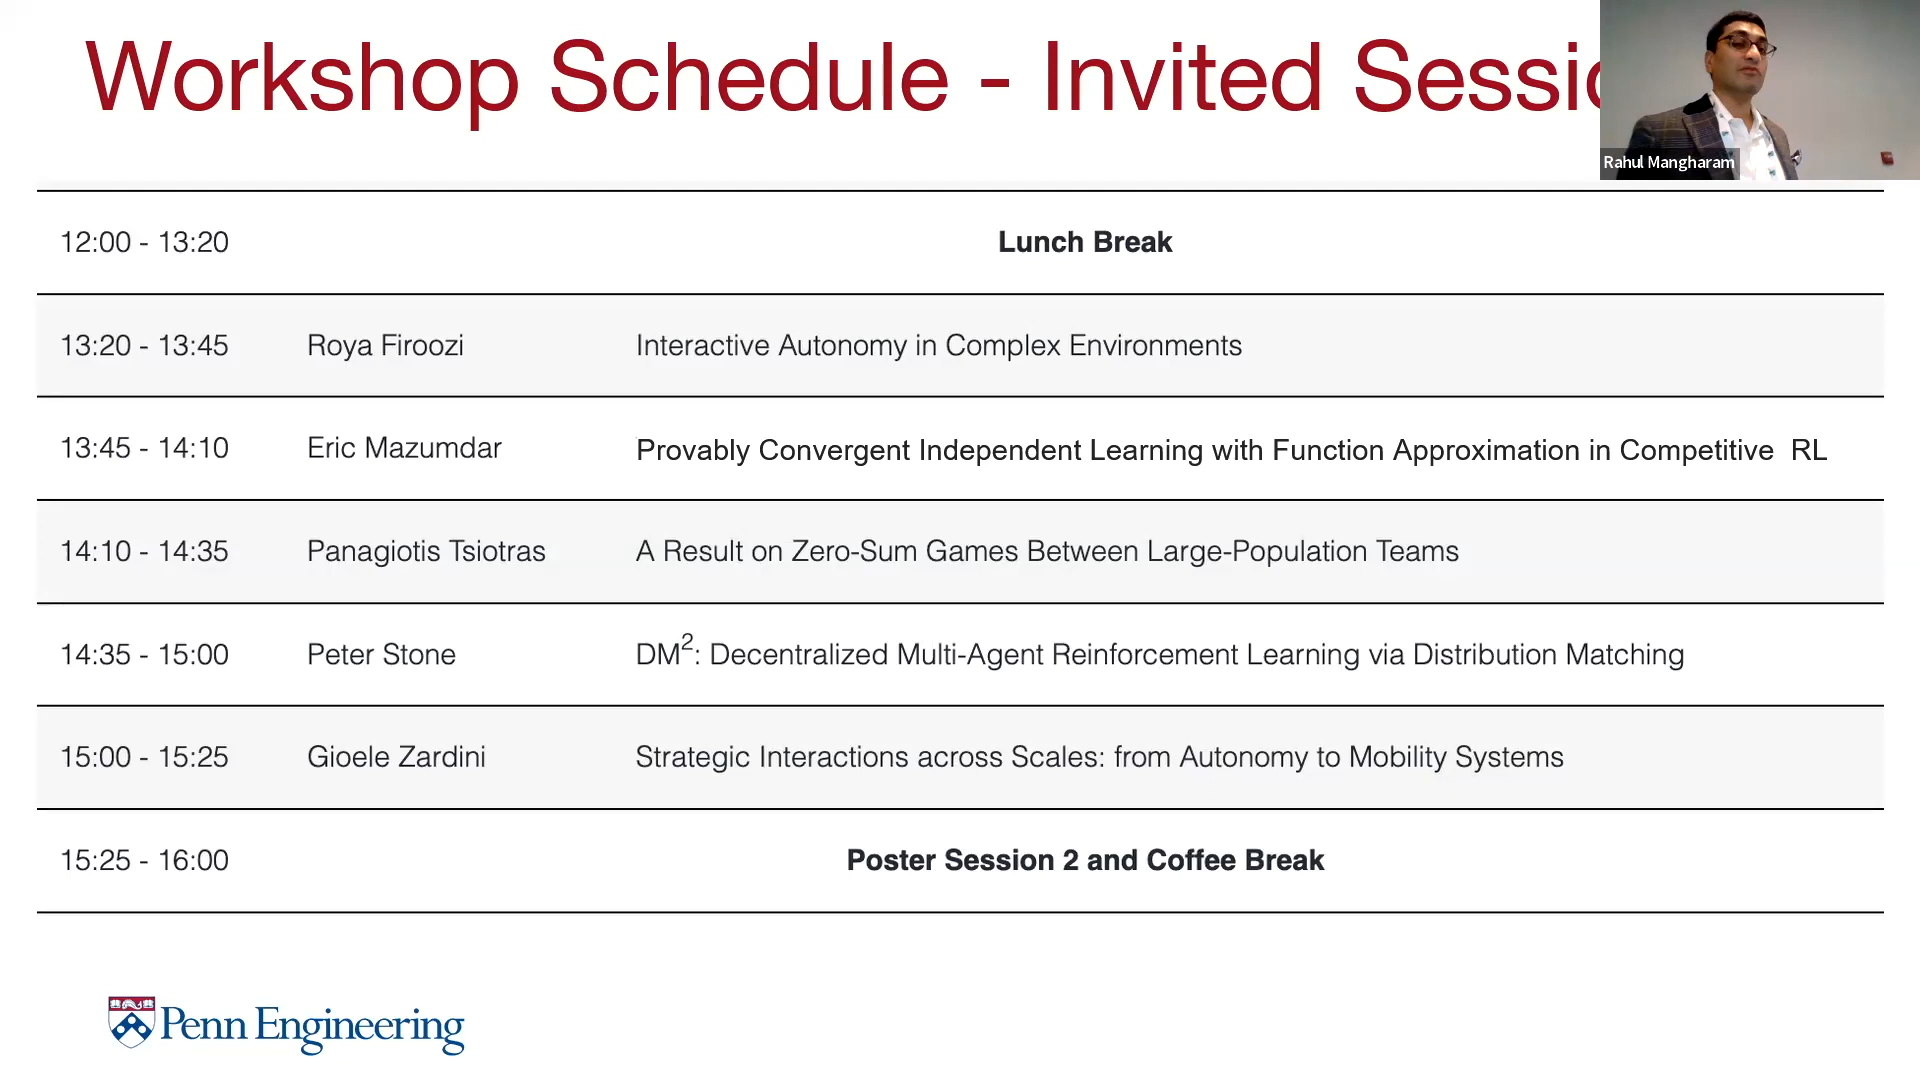 Workshop Schedule - Invited Sessio
Rahul Mangharam
12:00 - 13:20 Lunch Break
13:20 - 13:45 Roya Firoozi Interactive Autonomy in Complex Environments
13:45 - 14:10 Eric Mazumdar Provably Convergent Independent Learning with Function Approximation in Competitive RL
14:10 - 14:35 Panagiotis Tsiotras A Result on Zero-Sum Games Between Large-Population Teams
14:35 - 15:00 Peter Stone DM²: Decentralized Multi-Agent Reinforcement Learning via Distribution Matching
15:00 - 15:25 Gioele Zardini Strategic Interactions across Scales: from Autonomy to Mobility Systems
15:25 - 16:00 Poster Session 2 and Coffee Break
Penn Engineering